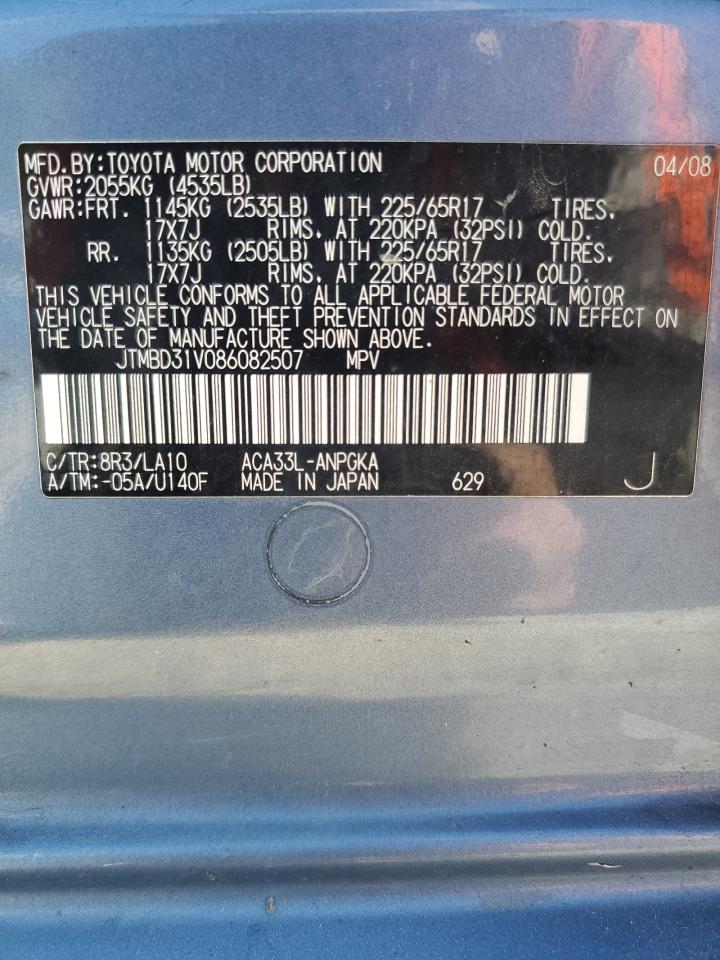 MFD.BY:TOYOTA MOTOR CORPORATION 04/08
GVWR:2055KG (4535LB)
GAWR:FRT. 1145KG (2535LB) WITH 225/65R17 TIRES,
17X7J RIMS, AT 220KPA (32PSI) COLD.
RR. 1135KG (2505LB) WITH 225/65R17 TIRES,
17X7J RIMS, AT 220KPA (32PSI) COLD.
THIS VEHICLE CONFORMS TO ALL APPLICABLE FEDERAL MOTOR
VEHICLE SAFETY AND THEFT PREVENTION STANDARDS IN EFFECT ON
THE DATE OF MANUFACTURE SHOWN ABOVE.
JTMBD31V086082507 MPV
C/TR:8R3/LA10 ACA33L-ANPGKA
A/TM:-05A/U140F MADE IN JAPAN 629 J